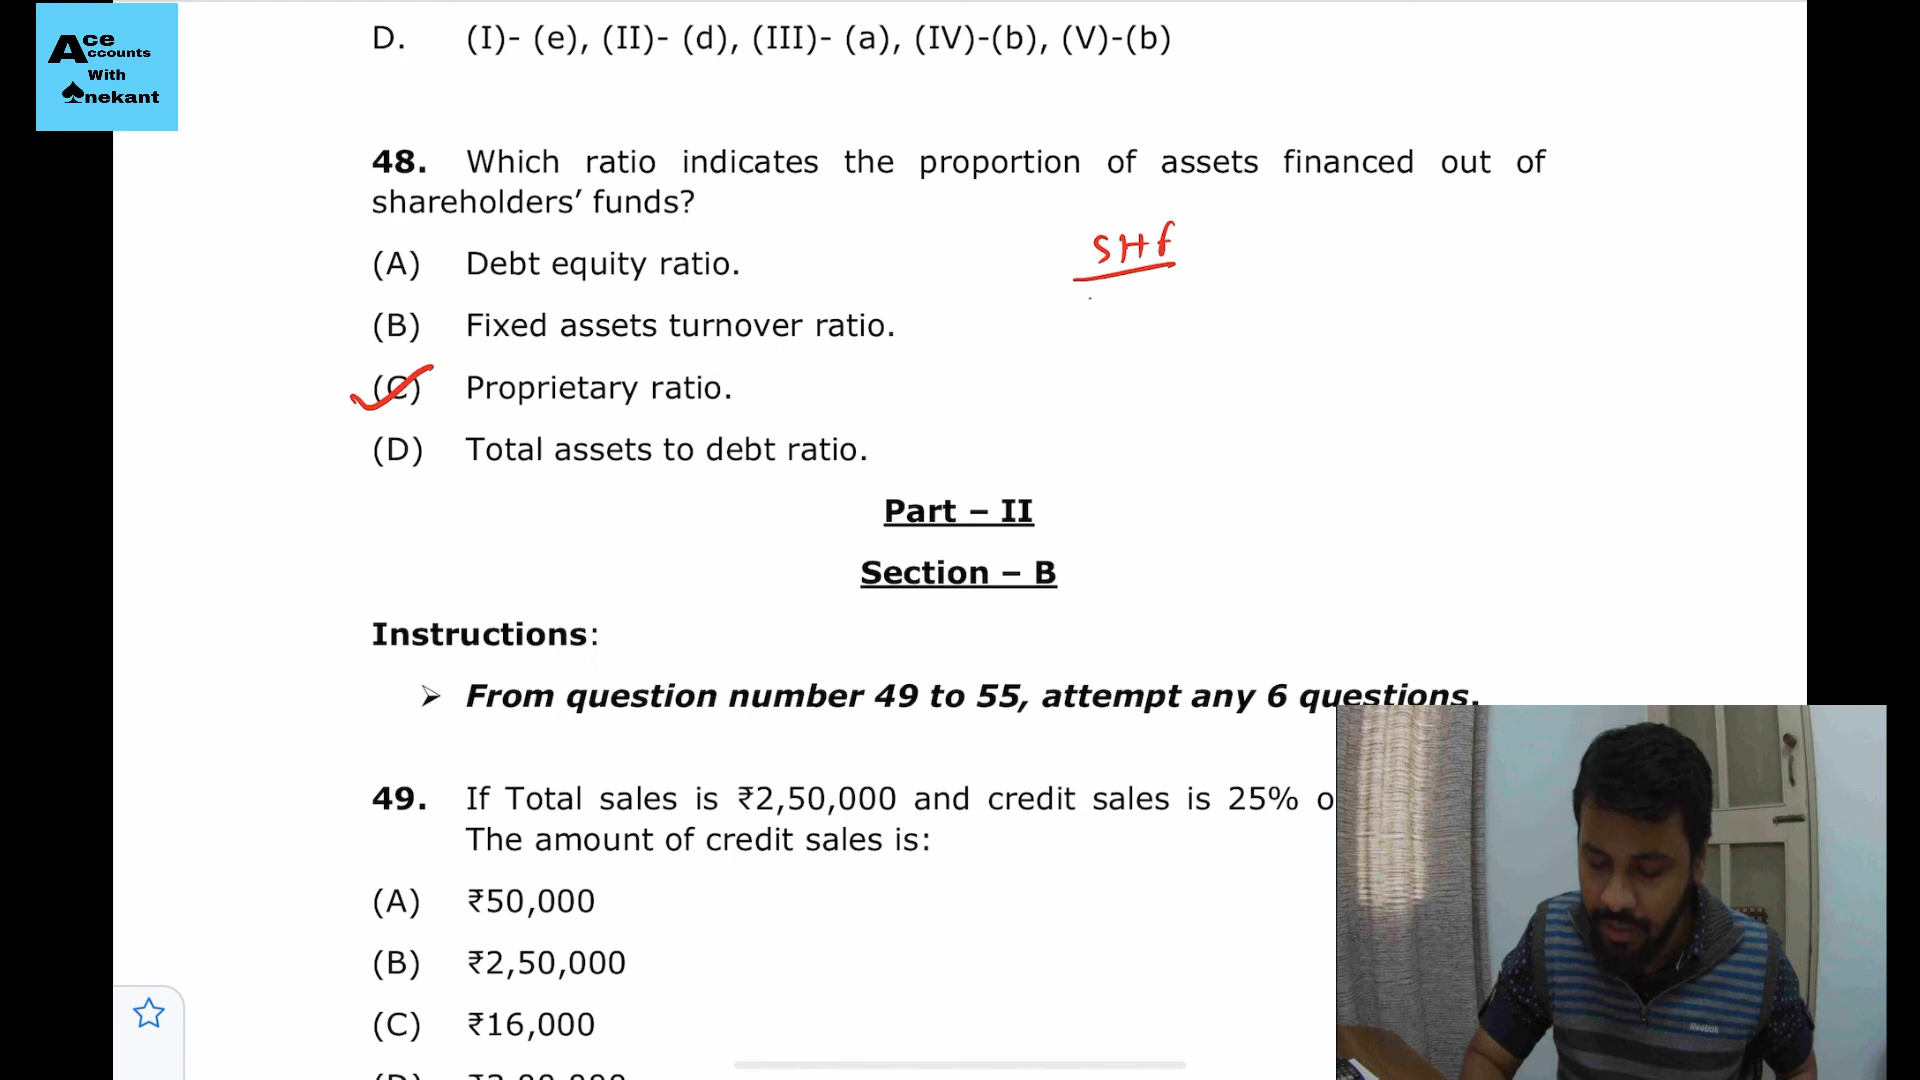 Ace
Accounts
With
Anekant
D. (I)- (e), (II)- (d), (III)- (a), (IV)-(b), (V)-(b)
48. Which ratio indicates the proportion of assets financed out of
shareholders’ funds?
SHf
(A) Debt equity ratio.
(B) Fixed assets turnover ratio.
(C) Proprietary ratio.
(D) Total assets to debt ratio.
Part – II
Section – B
Instructions:
➢ From question number 49 to 55, attempt any 6 questions.
49. If Total sales is ₹2,50,000 and credit sales is 25%
The amount of credit sales is:
(A) ₹50,000
(B) ₹2,50,000
(C) ₹16,000
Reebok